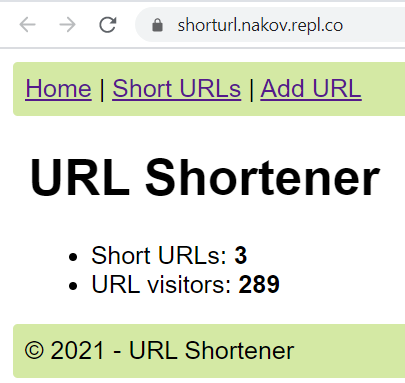 shorturl.nakov.repl.co
Home | Short URLs | Add URL
URL Shortener
• Short URLs: 3
• URL visitors: 289
© 2021 - URL Shortener